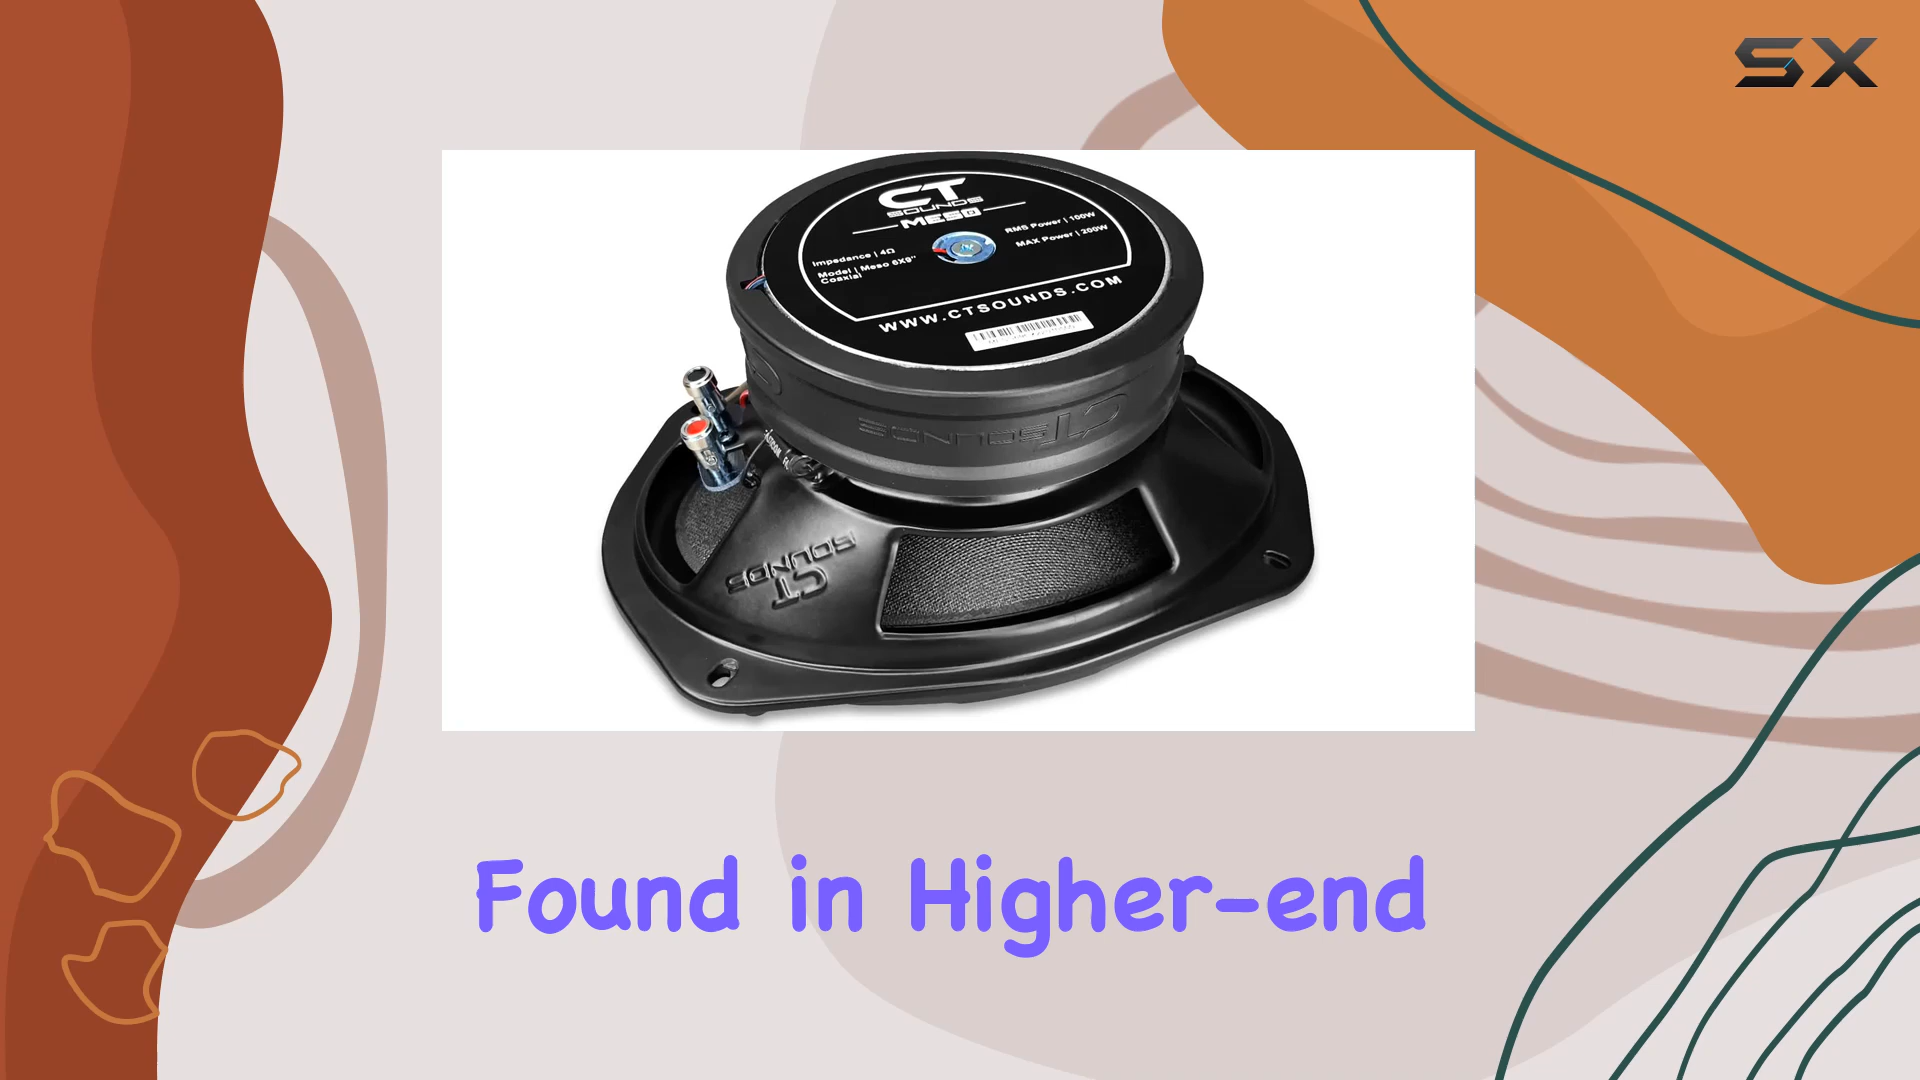 SX
CT
SOUNDS
MESO
RMS Power | 100W
MAX Power | 200W
Impedance | 4Ω
Model | Meso 6X9"
Coaxial
WWW.CTSOUNDS.COM
CT SOUNDS
CT
SOUNDS
Found in Higher-end